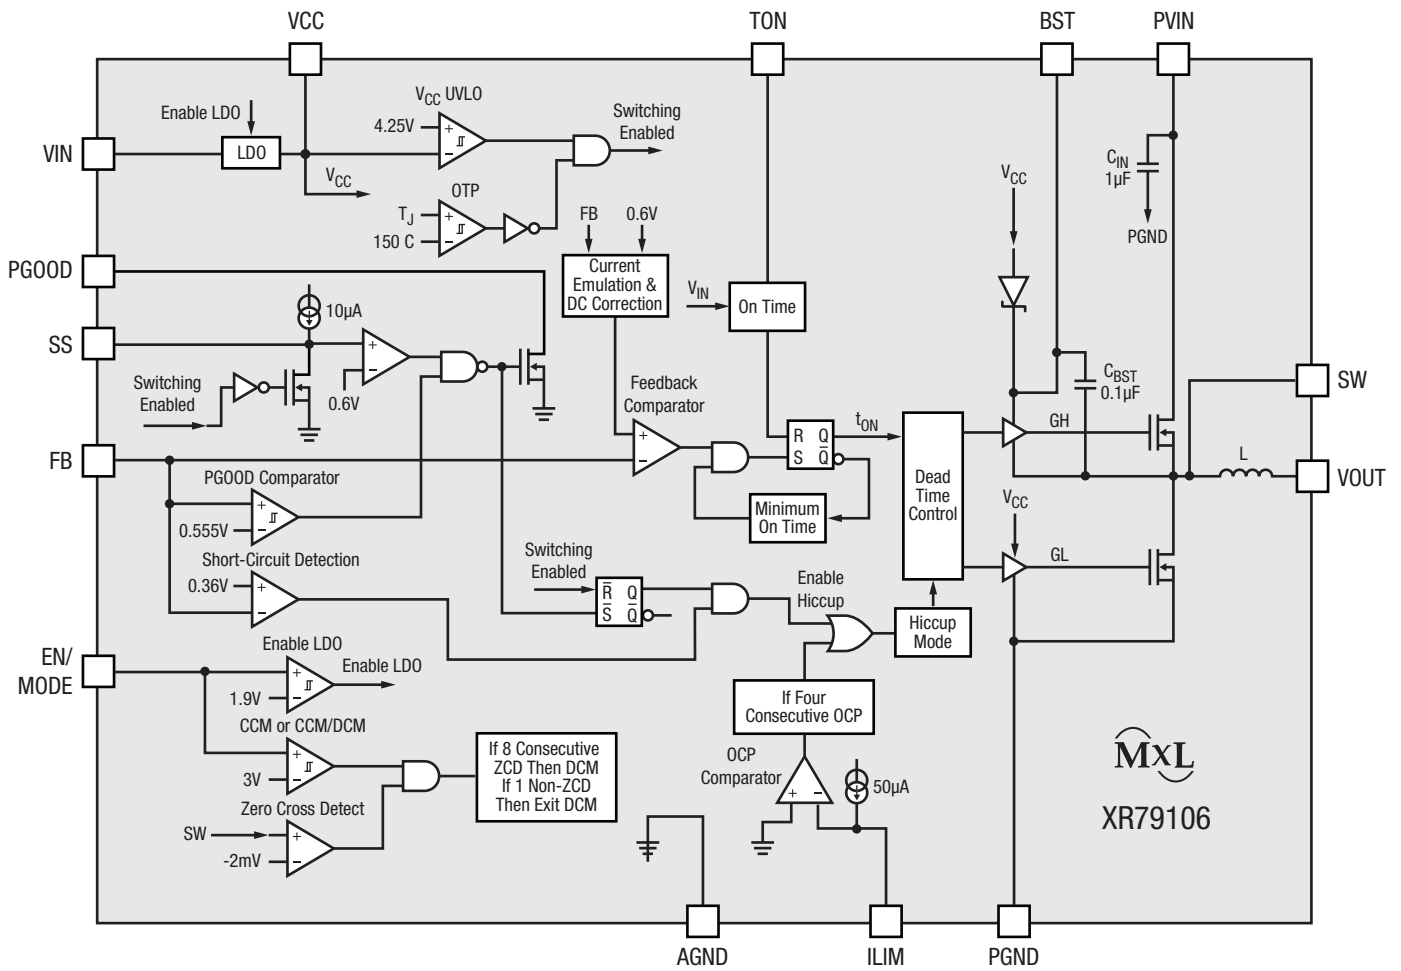 VCC
TON
BST
PVIN
Enable LDO
VCC UVLO
4.25V
+
−
Switching
Enabled
VIN
LDO
VCC
OTP
TJ
150 C
+
−
FB
0.6V
Current
Emulation &
DC Correction
VIN
On Time
VCC
CIN
1µF
PGND
PGOOD
10µA
SS
+
−
0.6V
Switching
Enabled
Feedback
Comparator
+
−
CBST
0.1µF
SW
FB
R Q
S Q
tON
GH
L
VOUT
PGOOD Comparator
+
−
0.555V
Minimum
On Time
Dead
Time
Control
VCC
GL
Short-Circuit Detection
0.36V
+
−
Switching
Enabled
R Q
S Q
Enable
Hiccup
Hiccup
Mode
EN/
MODE
Enable LDO
+
−
1.9V
Enable LDO
If Four
Consecutive OCP
CCM or CCM/DCM
+
−
3V
If 8 Consecutive
ZCD Then DCM
If 1 Non-ZCD
Then Exit DCM
OCP
Comparator
+ −
50µA
MxL
XR79106
Zero Cross Detect
SW
+
−
-2mV
AGND
ILIM
PGND